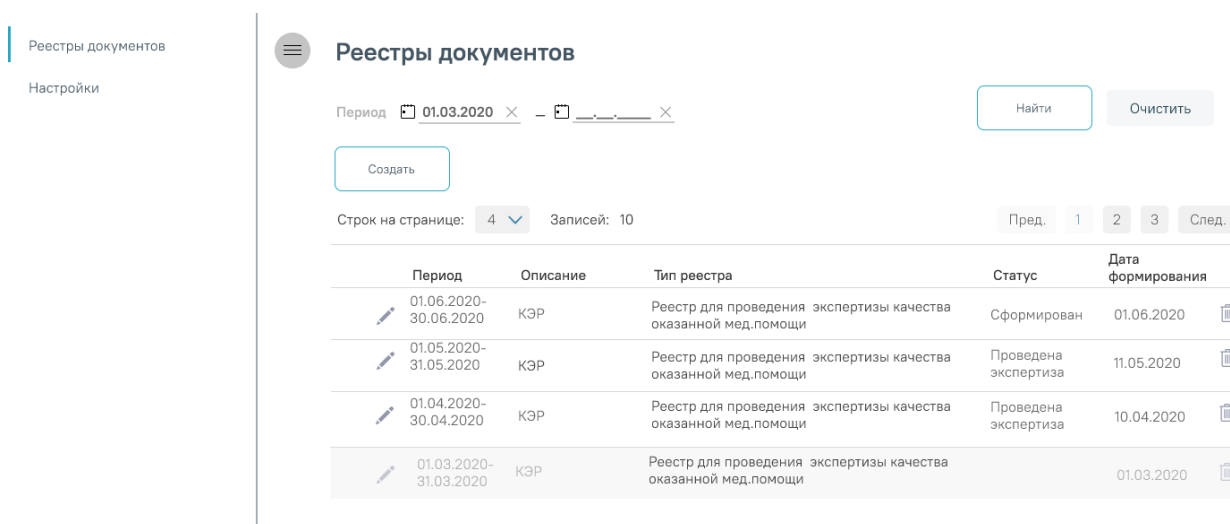 Реестры документов
Настройки
Реестры документов
Период 01.03.2020 – __.__.____
Найти
Очистить
Создать
Строк на странице: 4 Записей: 10
Пред. 1 2 3 След.
Период Описание Тип реестра Статус Дата
формирования
01.06.2020-
30.06.2020
КЭР
Реестр для проведения экспертизы качества
оказанной мед.помощи
Сформирован
01.06.2020
01.05.2020-
31.05.2020
КЭР
Реестр для проведения экспертизы качества
оказанной мед.помощи
Проведена
экспертиза
11.05.2020
01.04.2020-
30.04.2020
КЭР
Реестр для проведения экспертизы качества
оказанной мед.помощи
Проведена
экспертиза
10.04.2020
01.03.2020-
31.03.2020
КЭР
Реестр для проведения экспертизы качества
оказанной мед.помощи
01.03.2020